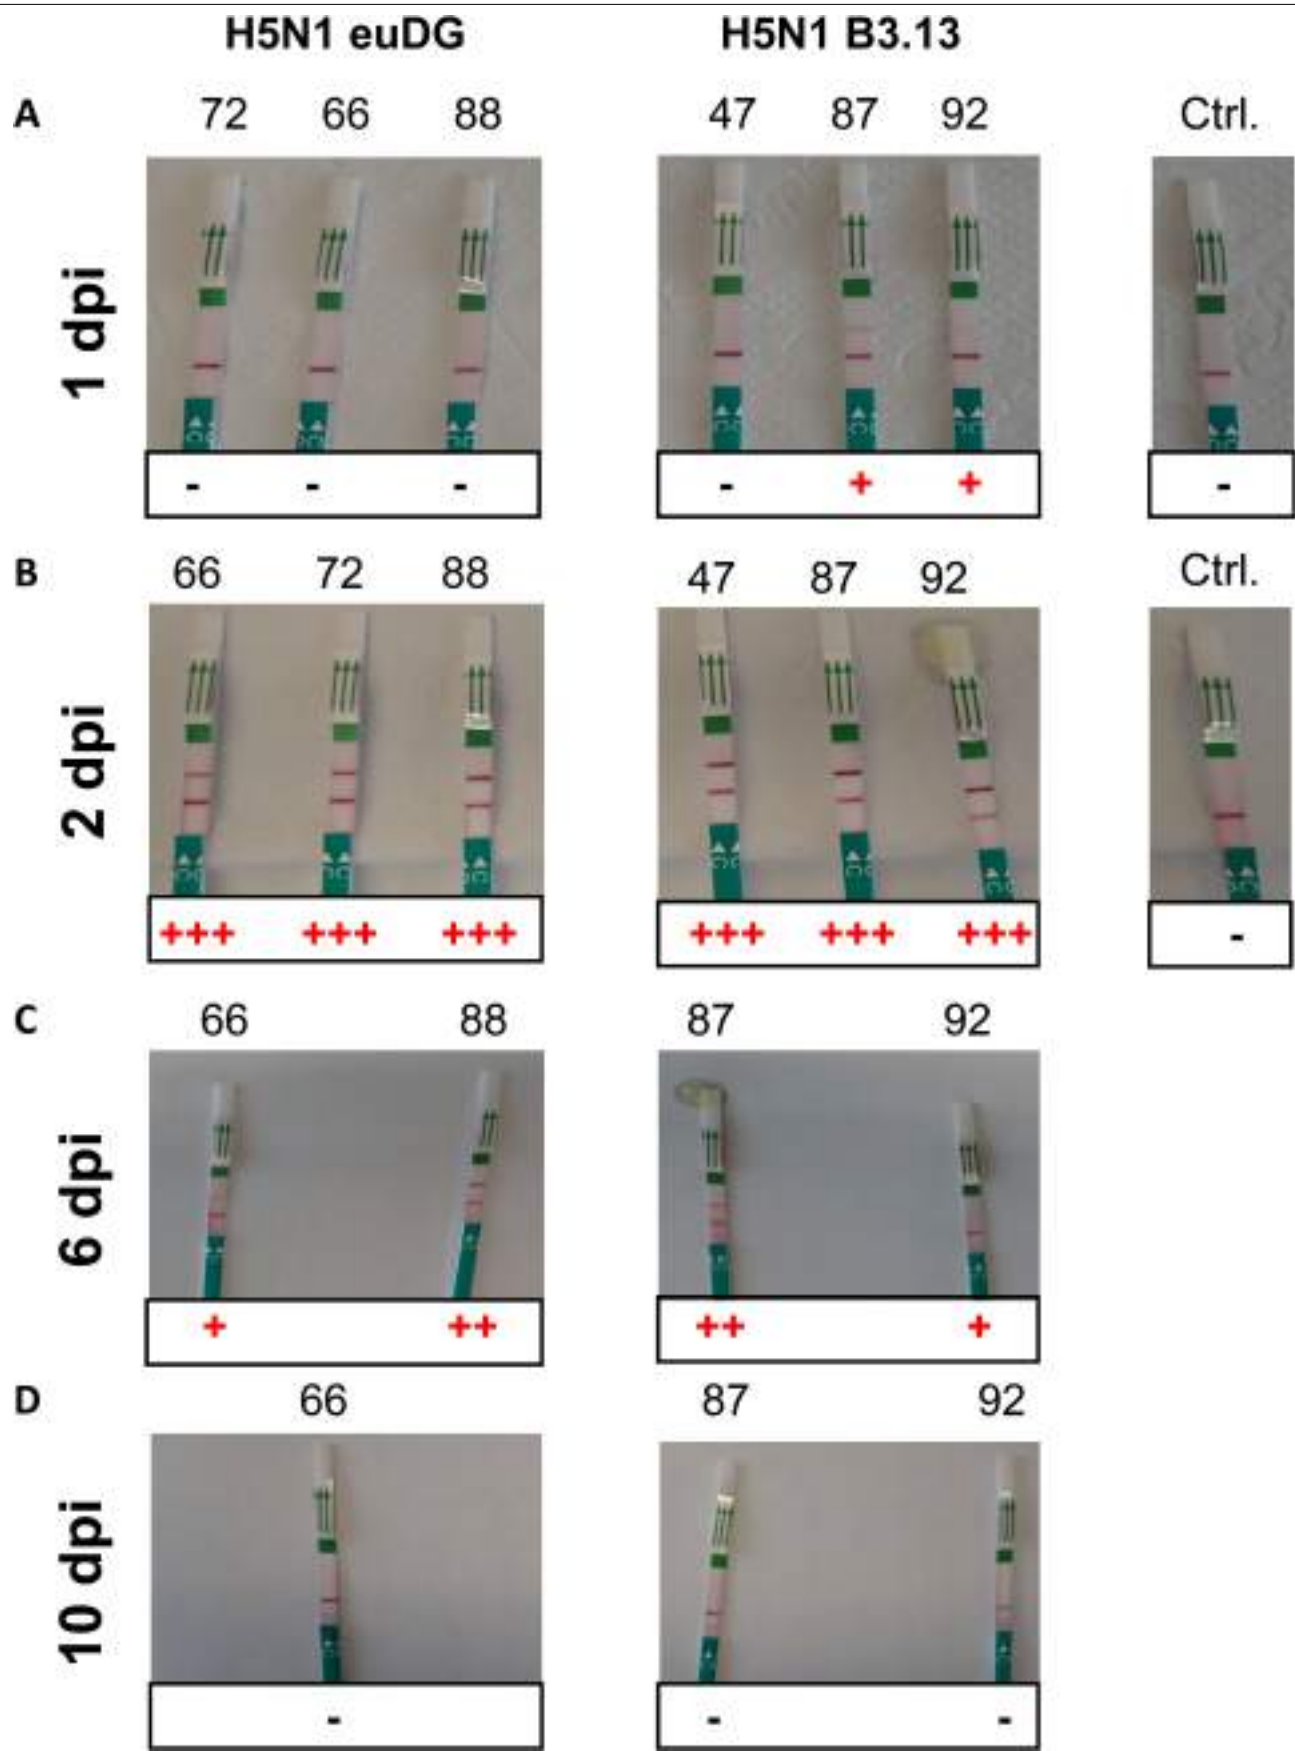 H5N1 euDG H5N1 B3.13
A 72 66 88 47 87 92 Ctrl.
1 dpi
- - - - + + -
B 66 72 88 47 87 92 Ctrl.
2 dpi
+++ +++ +++ +++ +++ +++ -
C 66 88 87 92
6 dpi
+ ++ ++ +
D 66 87 92
10 dpi
- - -